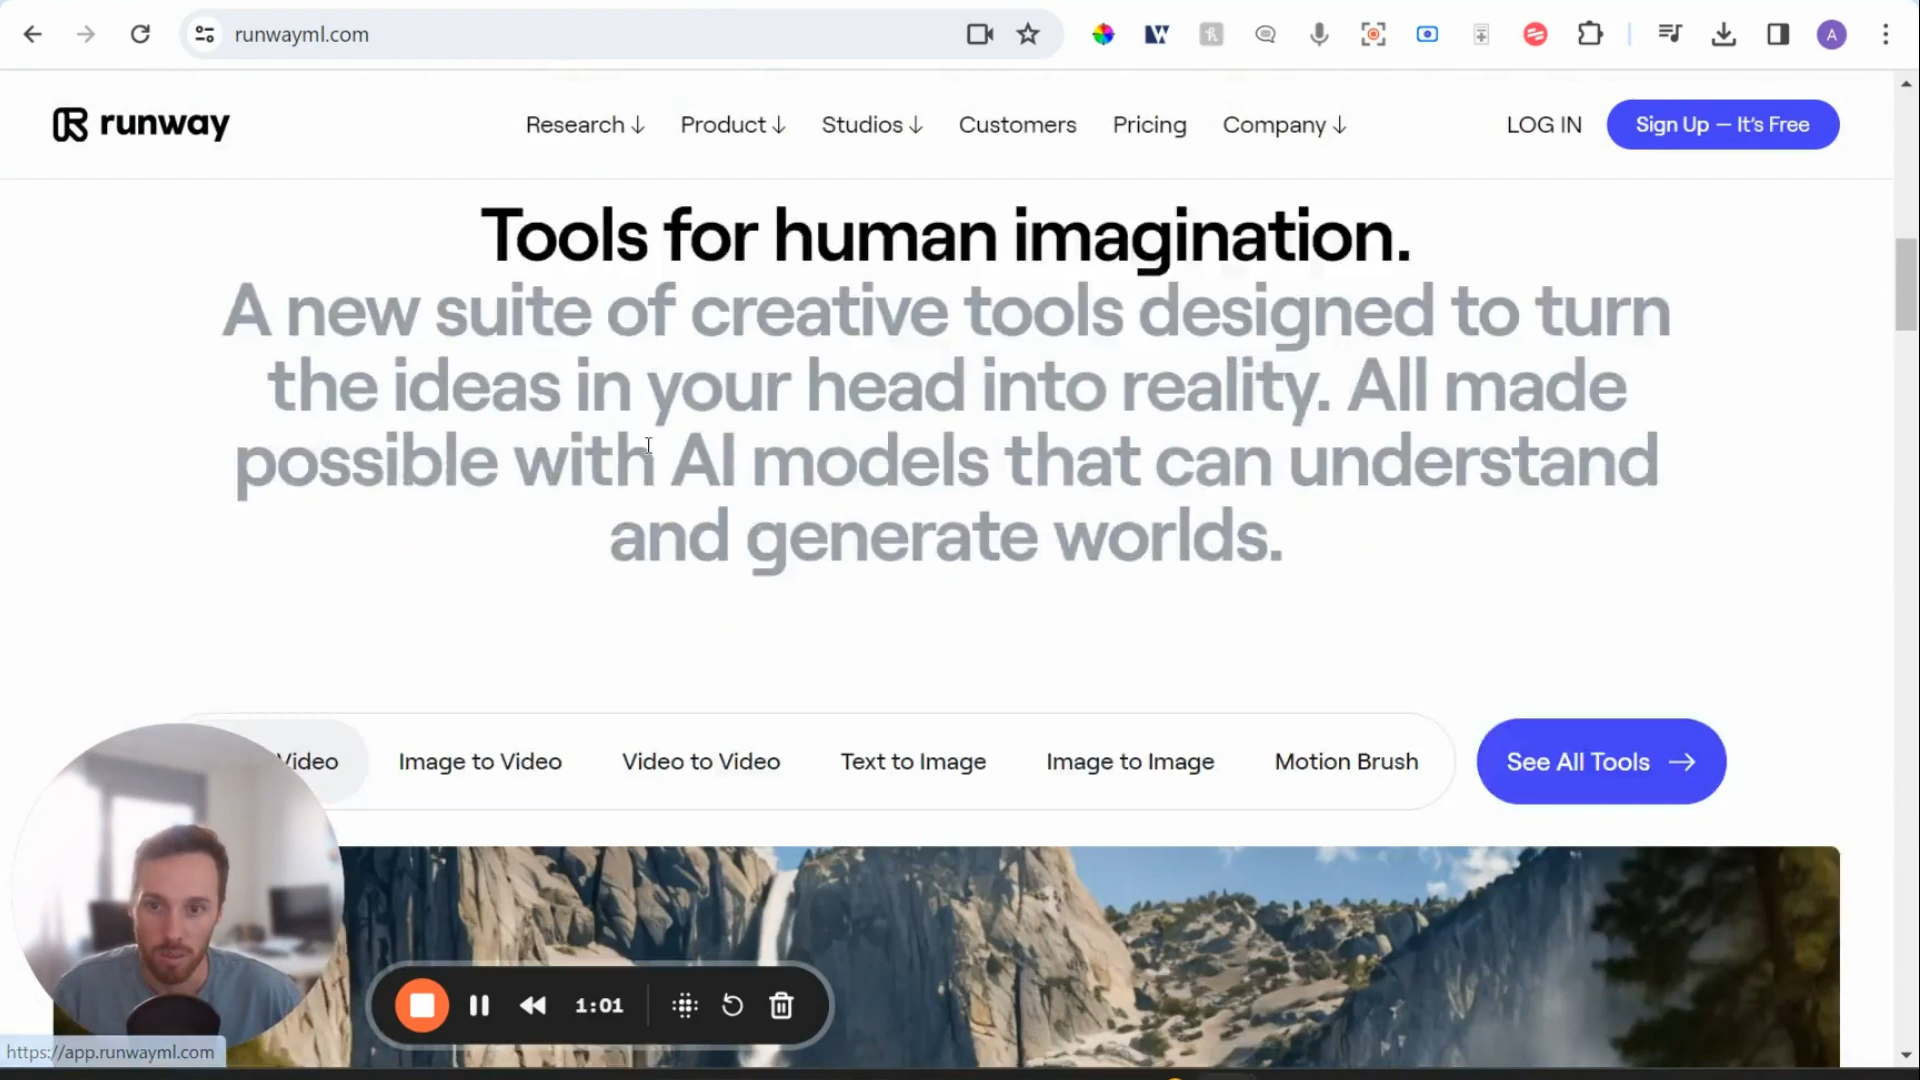 runwayml.com
A
runway
Research ↓ Product ↓ Studios ↓ Customers Pricing Company ↓ LOG IN Sign Up — It's Free
Tools for human imagination.
A new suite of creative tools designed to turn
the ideas in your head into reality. All made
possible with AI models that can understand
and generate worlds.
Video Image to Video Video to Video Text to Image Image to Image Motion Brush See All Tools →
1:01
https://app.runwayml.com